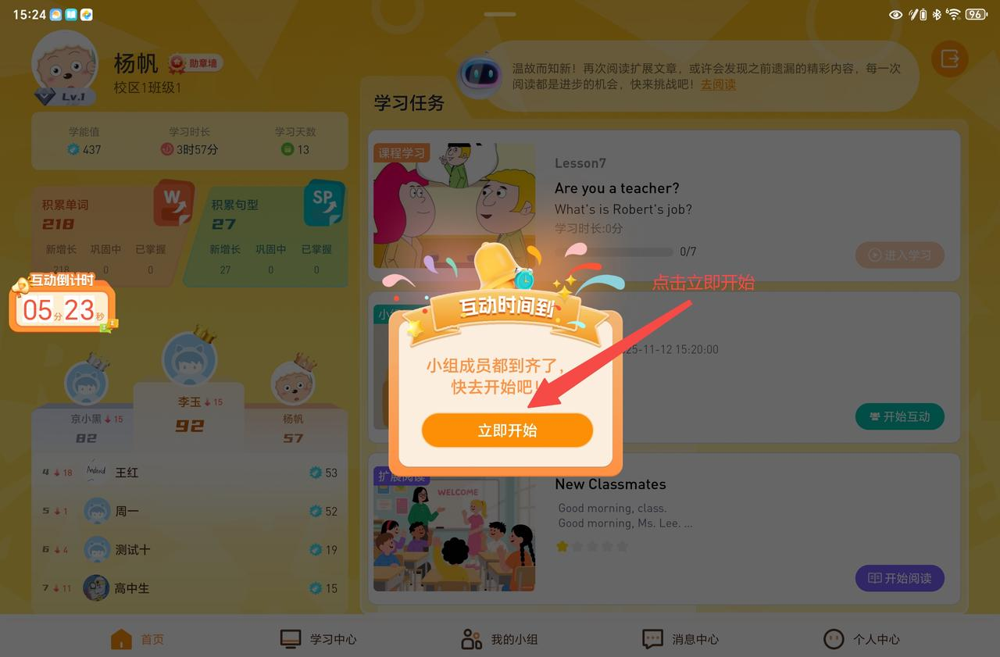 15:24
96
杨帆
勋章墙
校区1班级1
Lv.1
学能值
学习时长
学习天数
437
3时57分
13
积累单词
218
W
新增长
巩固中
已掌握
218
0
0
积累句型
27
SP
新增长
巩固中
已掌握
27
0
0
互动倒计时
05分23秒
京小黑
15
82
李玉
15
92
杨帆
57
4
18
Android
王红
53
5
1
周一
52
6
4
测试十
19
7
11
高中生
15
温故而知新！再次阅读扩展文章，或许会发现之前遗漏的精彩内容，每一次
阅读都是进步的机会，快来挑战吧！去阅读
学习任务
课程学习
Lesson7
Are you a teacher?
What's is Robert's job?
学习时长:0分
0/7
进入学习
点击立即开始
互动时间到
小组成员都到齐了，
快去开始吧！
立即开始
小
25-11-12 15:20:00
开始互动
扩展阅读
WELCOME
New Classmates
Good morning, class.
Good morning, Ms. Lee. ...
开始阅读
首页
学习中心
我的小组
消息中心
个人中心